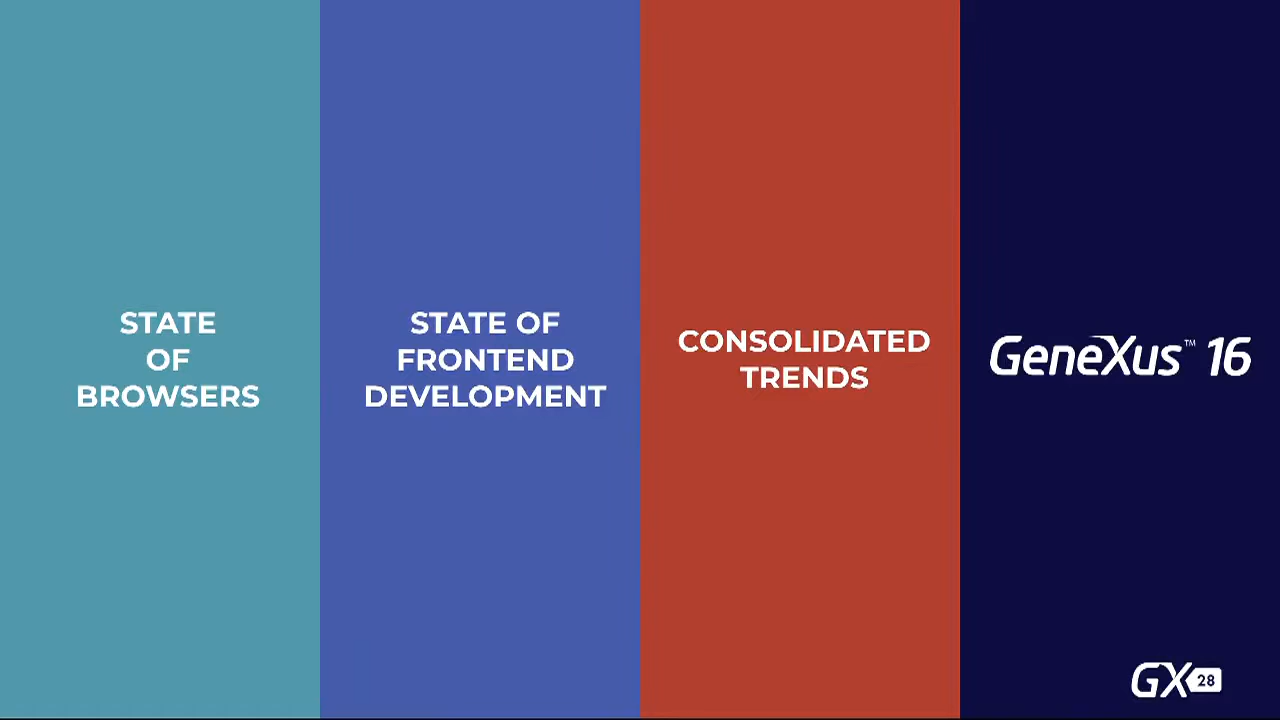 STATE
OF
BROWSERS
STATE OF
FRONTEND
DEVELOPMENT
CONSOLIDATED
TRENDS
GeneXus™ 16
GX 28